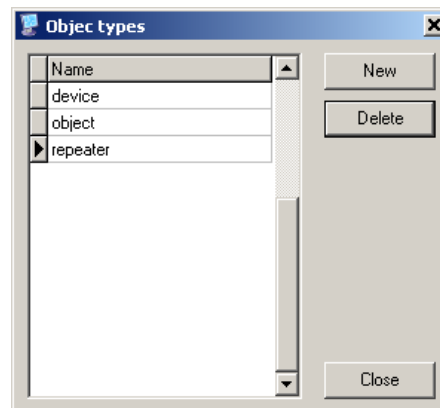 Objec types
Name
New
device
Delete
object
repeater
Close